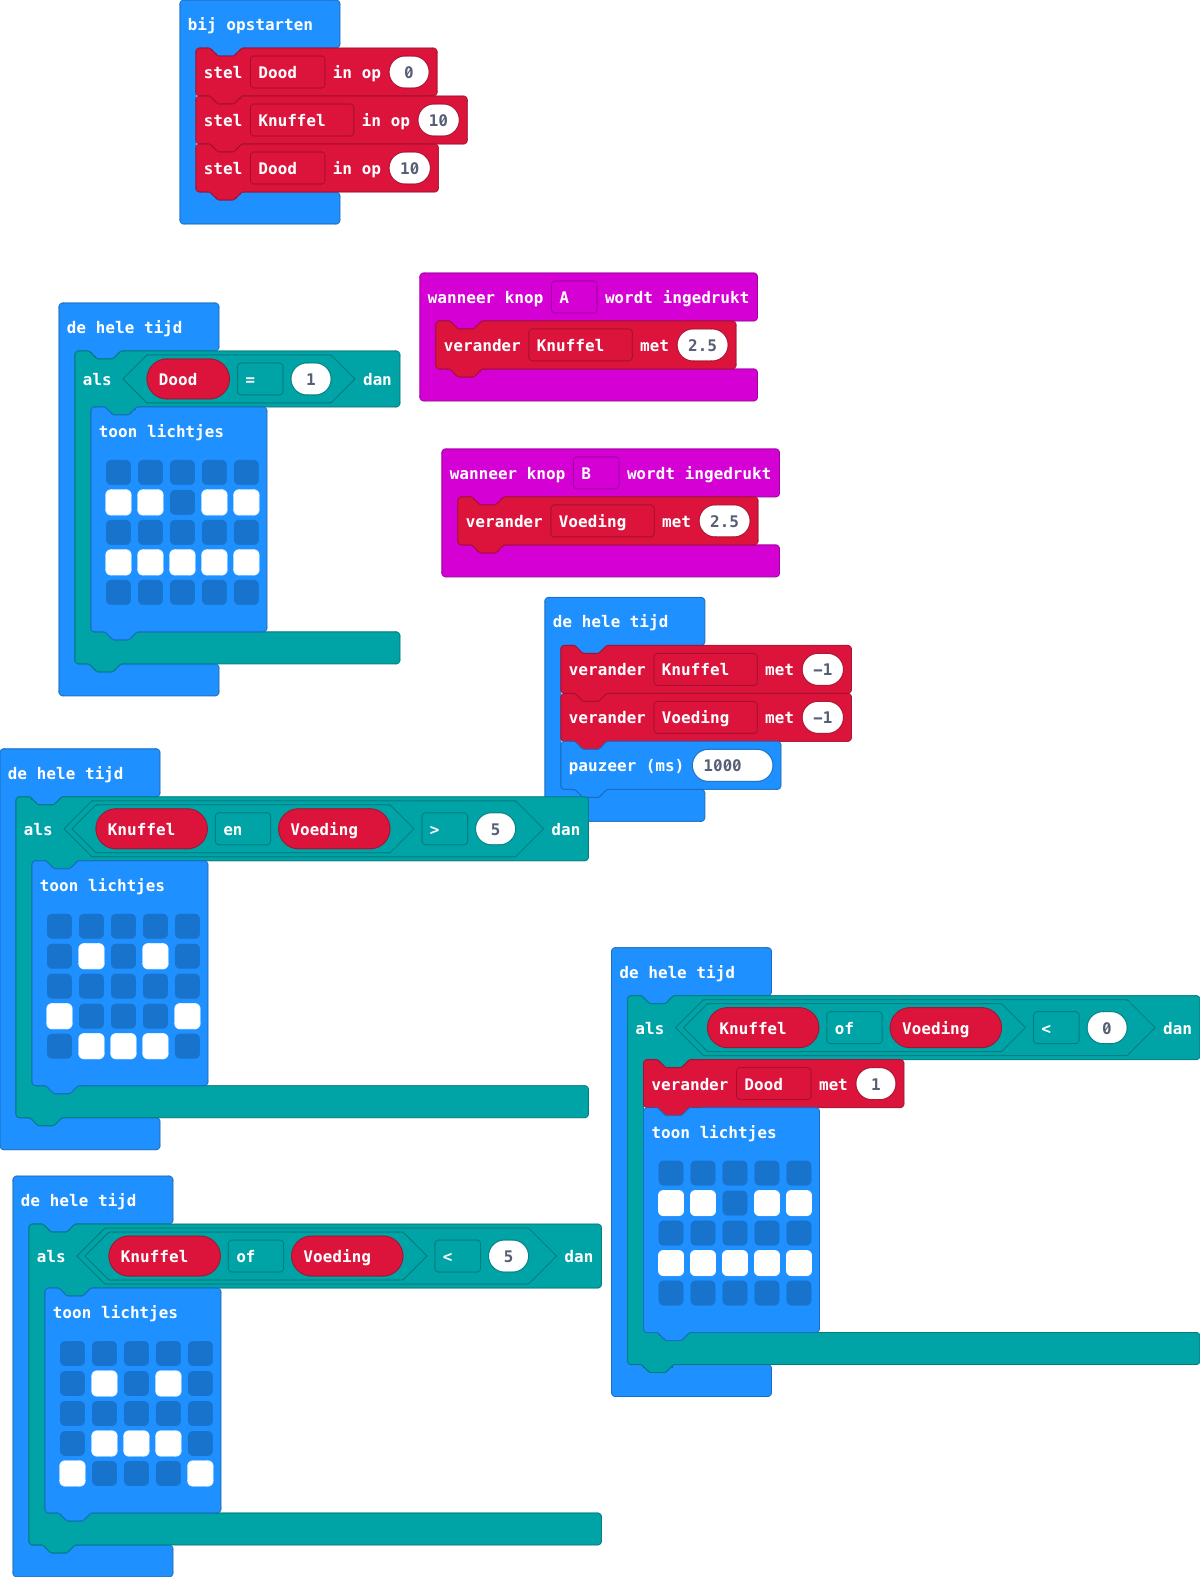 bij opstarten
stel Dood in op 0
stel Knuffel in op 10
stel Dood in op 10
wanneer knop A wordt ingedrukt
verander Knuffel met 2.5
de hele tijd
als Dood = 1 dan
toon lichtjes
wanneer knop B wordt ingedrukt
verander Voeding met 2.5
de hele tijd
verander Knuffel met −1
verander Voeding met −1
pauzeer (ms) 1000
de hele tijd
als Knuffel en Voeding > 5 dan
toon lichtjes
de hele tijd
als Knuffel of Voeding < 0 dan
verander Dood met 1
toon lichtjes
de hele tijd
als Knuffel of Voeding < 5 dan
toon lichtjes